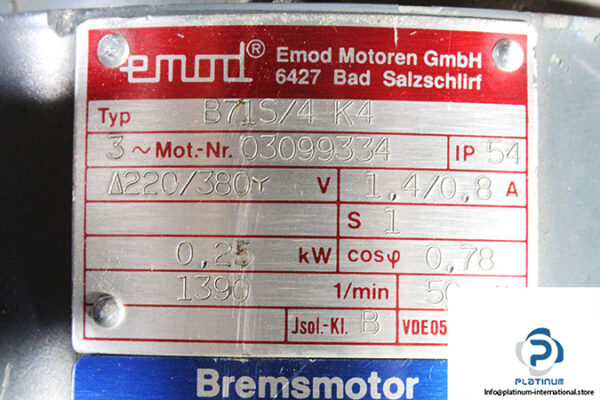 emod® Emod Motoren GmbH
6427 Bad Salzschlirf
Typ B71S/4 K4
3~Mot.-Nr. 03099334 IP 54
Δ220/380Y V 1,4/0,8 A
S 1
0,25 kW cosφ 0,78
1390 1/min
Jsol.-Kl. B VDE05
Bremsmotor
PLATINUM
Info@platinum-international.store